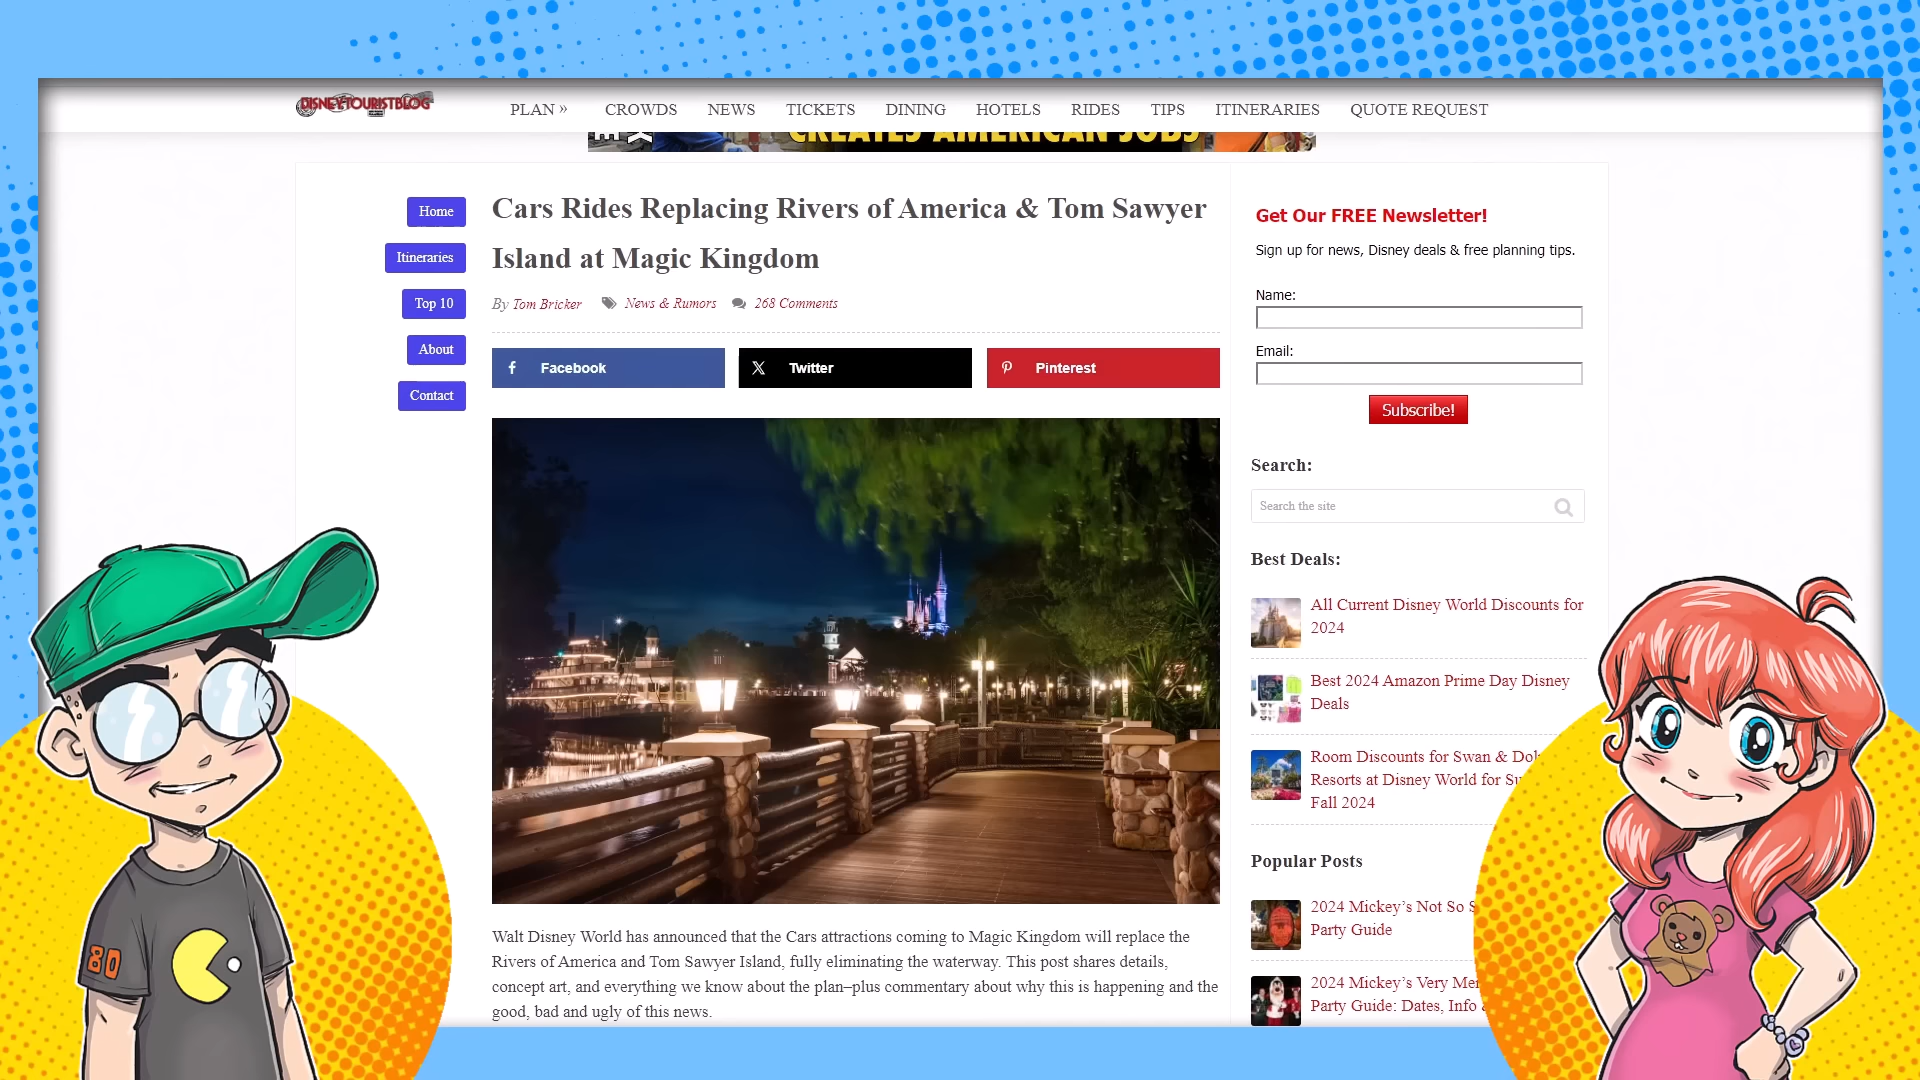 DISNEYTOURISTBLOG
PLAN »
CROWDS
NEWS
TICKETS
DINING
HOTELS
RIDES
TIPS
ITINERARIES
QUOTE REQUEST
CREATES AMERICAN JOBS
Home
Itineraries
Top 10
About
Contact
Cars Rides Replacing Rivers of America & Tom Sawyer
Island at Magic Kingdom
By Tom Bricker
News & Rumors
268 Comments
Facebook
Twitter
Pinterest
Walt Disney World has announced that the Cars attractions coming to Magic Kingdom will replace the
Rivers of America and Tom Sawyer Island, fully eliminating the waterway. This post shares details,
concept art, and everything we know about the plan–plus commentary about why this is happening and the
good, bad and ugly of this news.
Get Our FREE Newsletter!
Sign up for news, Disney deals & free planning tips.
Name:
Email:
Subscribe!
Search:
Search the site
Best Deals:
All Current Disney World Discounts for
2024
Best 2024 Amazon Prime Day Disney
Deals
Room Discounts for Swan & Dol
Resorts at Disney World for Su
Fall 2024
Popular Posts
2024 Mickey’s Not So S
Party Guide
2024 Mickey’s Very Mer
Party Guide: Dates, Info
80